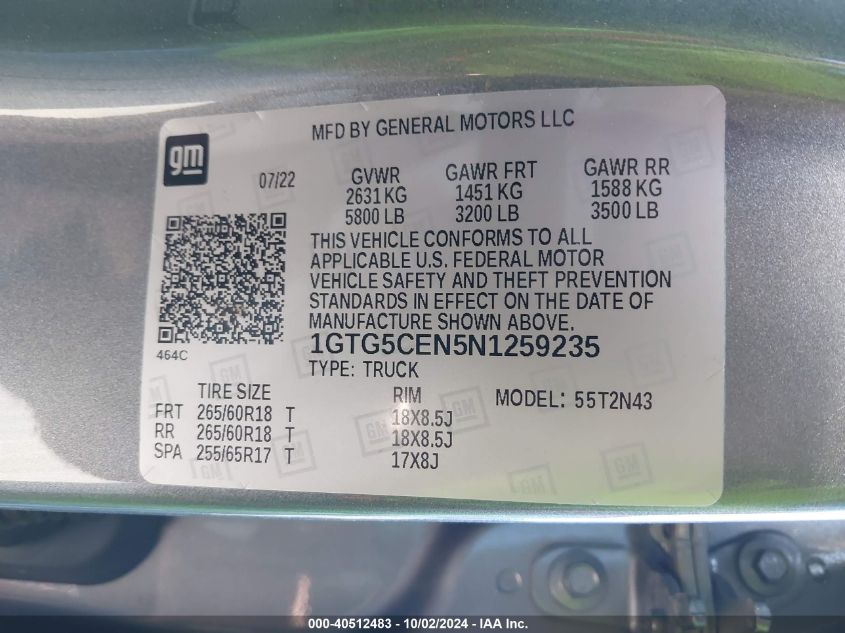 MFD BY GENERAL MOTORS LLC
gm
07/22
GVWR GAWR FRT GAWR RR
2631 KG 1451 KG 1588 KG
5800 LB 3200 LB 3500 LB
THIS VEHICLE CONFORMS TO ALL
APPLICABLE U.S. FEDERAL MOTOR
VEHICLE SAFETY AND THEFT PREVENTION
STANDARDS IN EFFECT ON THE DATE OF
MANUFACTURE SHOWN ABOVE.
464C
1GTG5CEN5N1259235
TYPE: TRUCK
TIRE SIZE RIM MODEL: 55T2N43
FRT 265/60R18 T 18X8.5J
RR 265/60R18 T 18X8.5J
SPA 255/65R17 T 17X8J
000-40512483 - 10/02/2024 - IAA Inc.